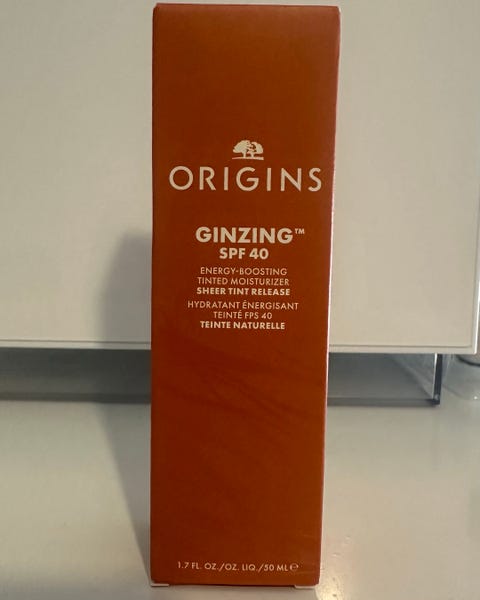 ORIGINS
GINZING™
SPF 40
ENERGY-BOOSTING
TINTED MOISTURIZER
SHEER TINT RELEASE
HYDRATANT ÉNERGISANT
TEINTÉ FPS 40
TEINTE NATURELLE
1.7 FL. OZ./OZ. LIQ./50 ML ℮